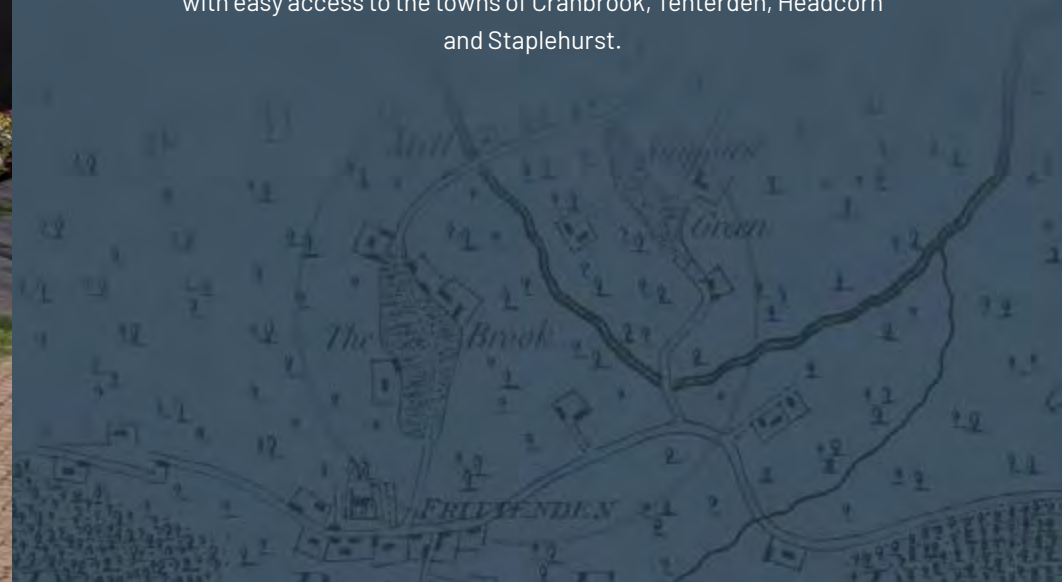 with easy access to the towns of Cranbrook, Tenterden, Headcorn
and Staplehurst.
Mill
Green
The Brook
FRITTENDEN